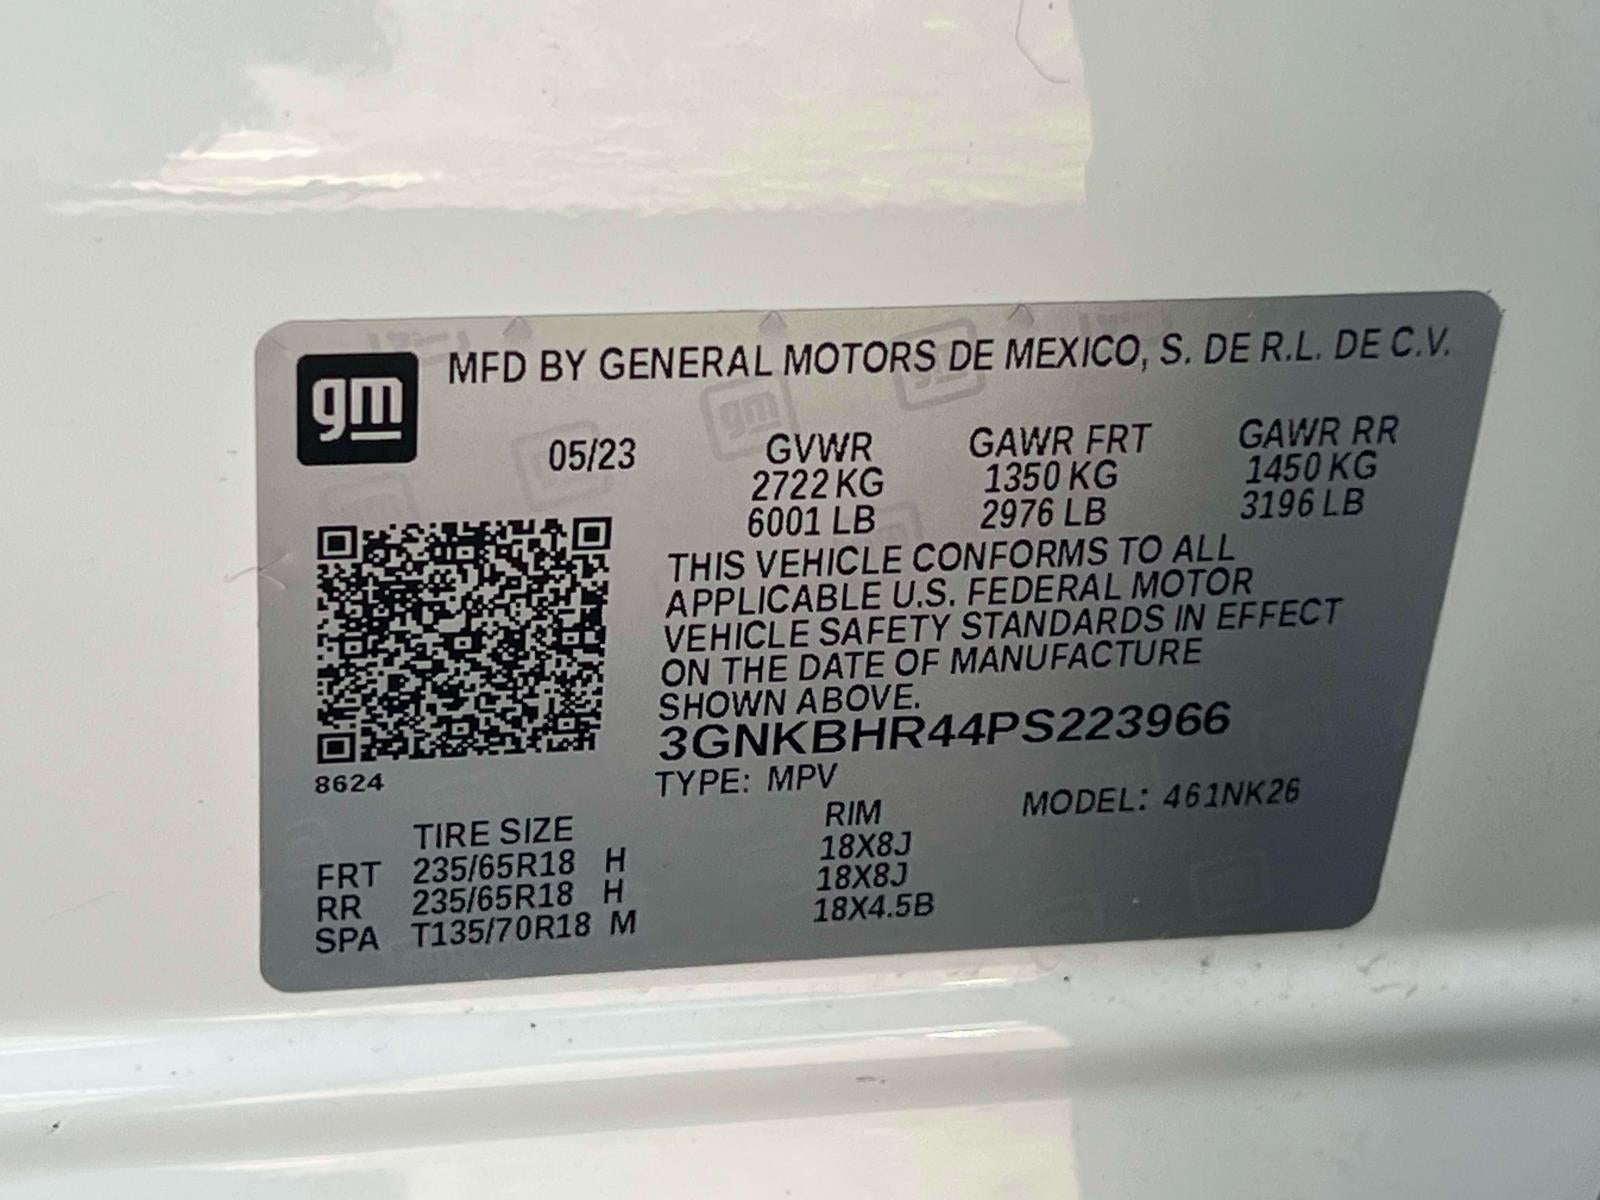 gm MFD BY GENERAL MOTORS DE MEXICO, S. DE R.L. DE C.V.
05/23 GVWR GAWR FRT GAWR RR
2722 KG 1350 KG 1450 KG
6001 LB 2976 LB 3196 LB
THIS VEHICLE CONFORMS TO ALL
APPLICABLE U.S. FEDERAL MOTOR
VEHICLE SAFETY STANDARDS IN EFFECT
ON THE DATE OF MANUFACTURE
SHOWN ABOVE.
3GNKBHR44PS223966
8624 TYPE: MPV MODEL: 461NK26
TIRE SIZE RIM
FRT 235/65R18 H 18X8J
RR 235/65R18 H 18X8J
SPA T135/70R18 M 18X4.5B